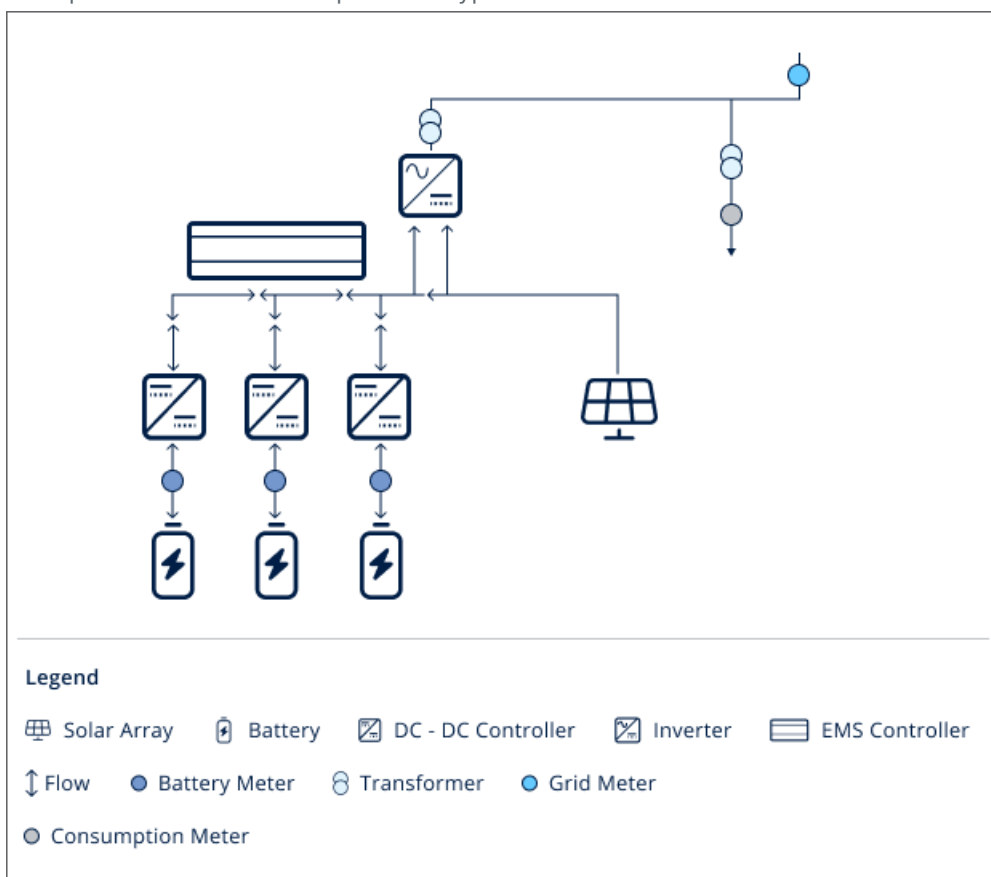 Legend
Solar Array Battery DC - DC Controller Inverter EMS Controller
Flow Battery Meter Transformer Grid Meter
Consumption Meter